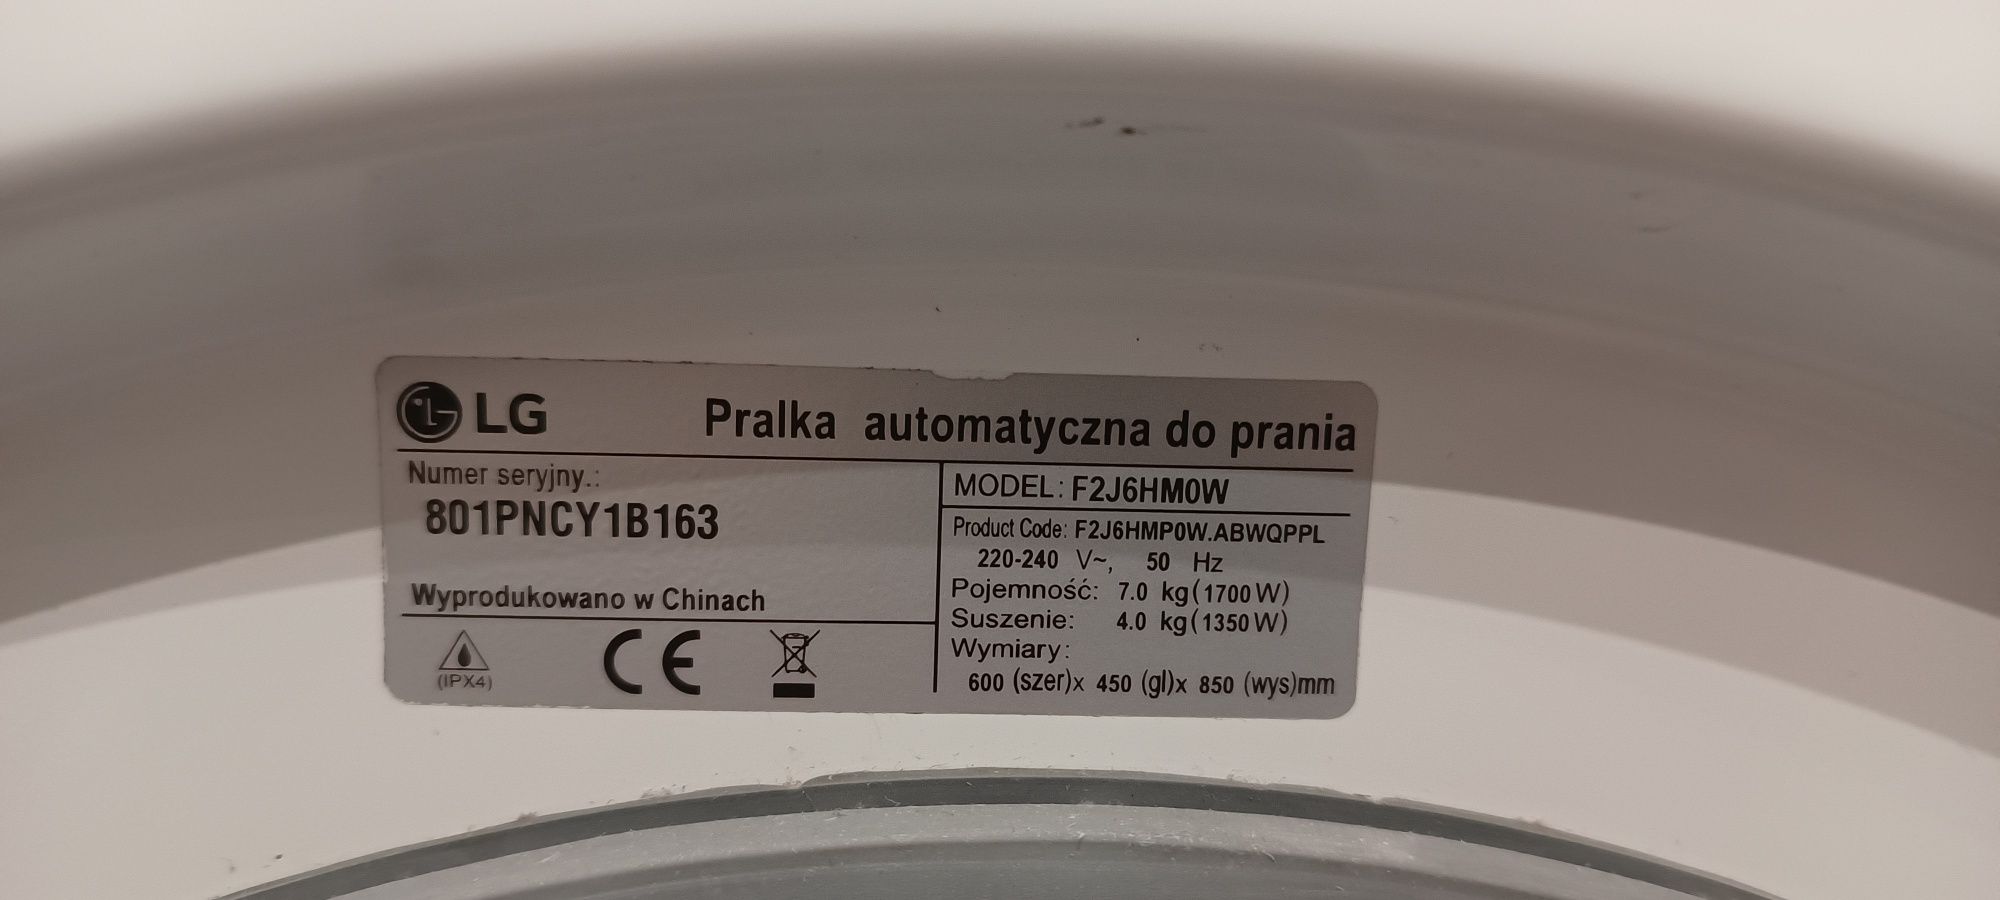 LG Pralka automatyczna do prania
Numer seryjny.:
801PNCY1B163
Wyprodukowano w Chinach
(IPX4)
CE
MODEL: F2J6HM0W
Product Code: F2J6HMP0W.ABWQPPL
220-240 V~, 50 Hz
Pojemność: 7.0 kg(1700W)
Suszenie: 4.0 kg(1350W)
Wymiary:
600 (szer)x 450 (gl)x 850 (wys)mm